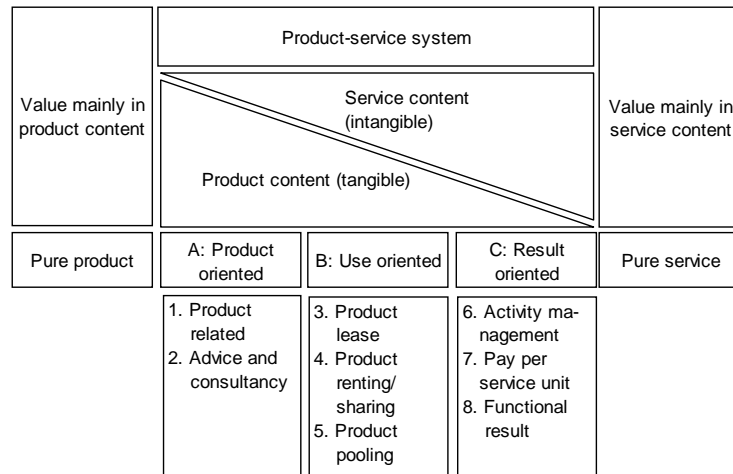 Product-service system
Value mainly in
product content
Service content
(intangible)
Product content (tangible)
Value mainly in
service content
Pure product
A: Product
oriented
B: Use oriented
C: Result
oriented
Pure service
1. Product
related
2. Advice and
consultancy
3. Product
lease
4. Product
renting/
sharing
5. Product
pooling
6. Activity ma-
nagement
7. Pay per
service unit
8. Functional
result